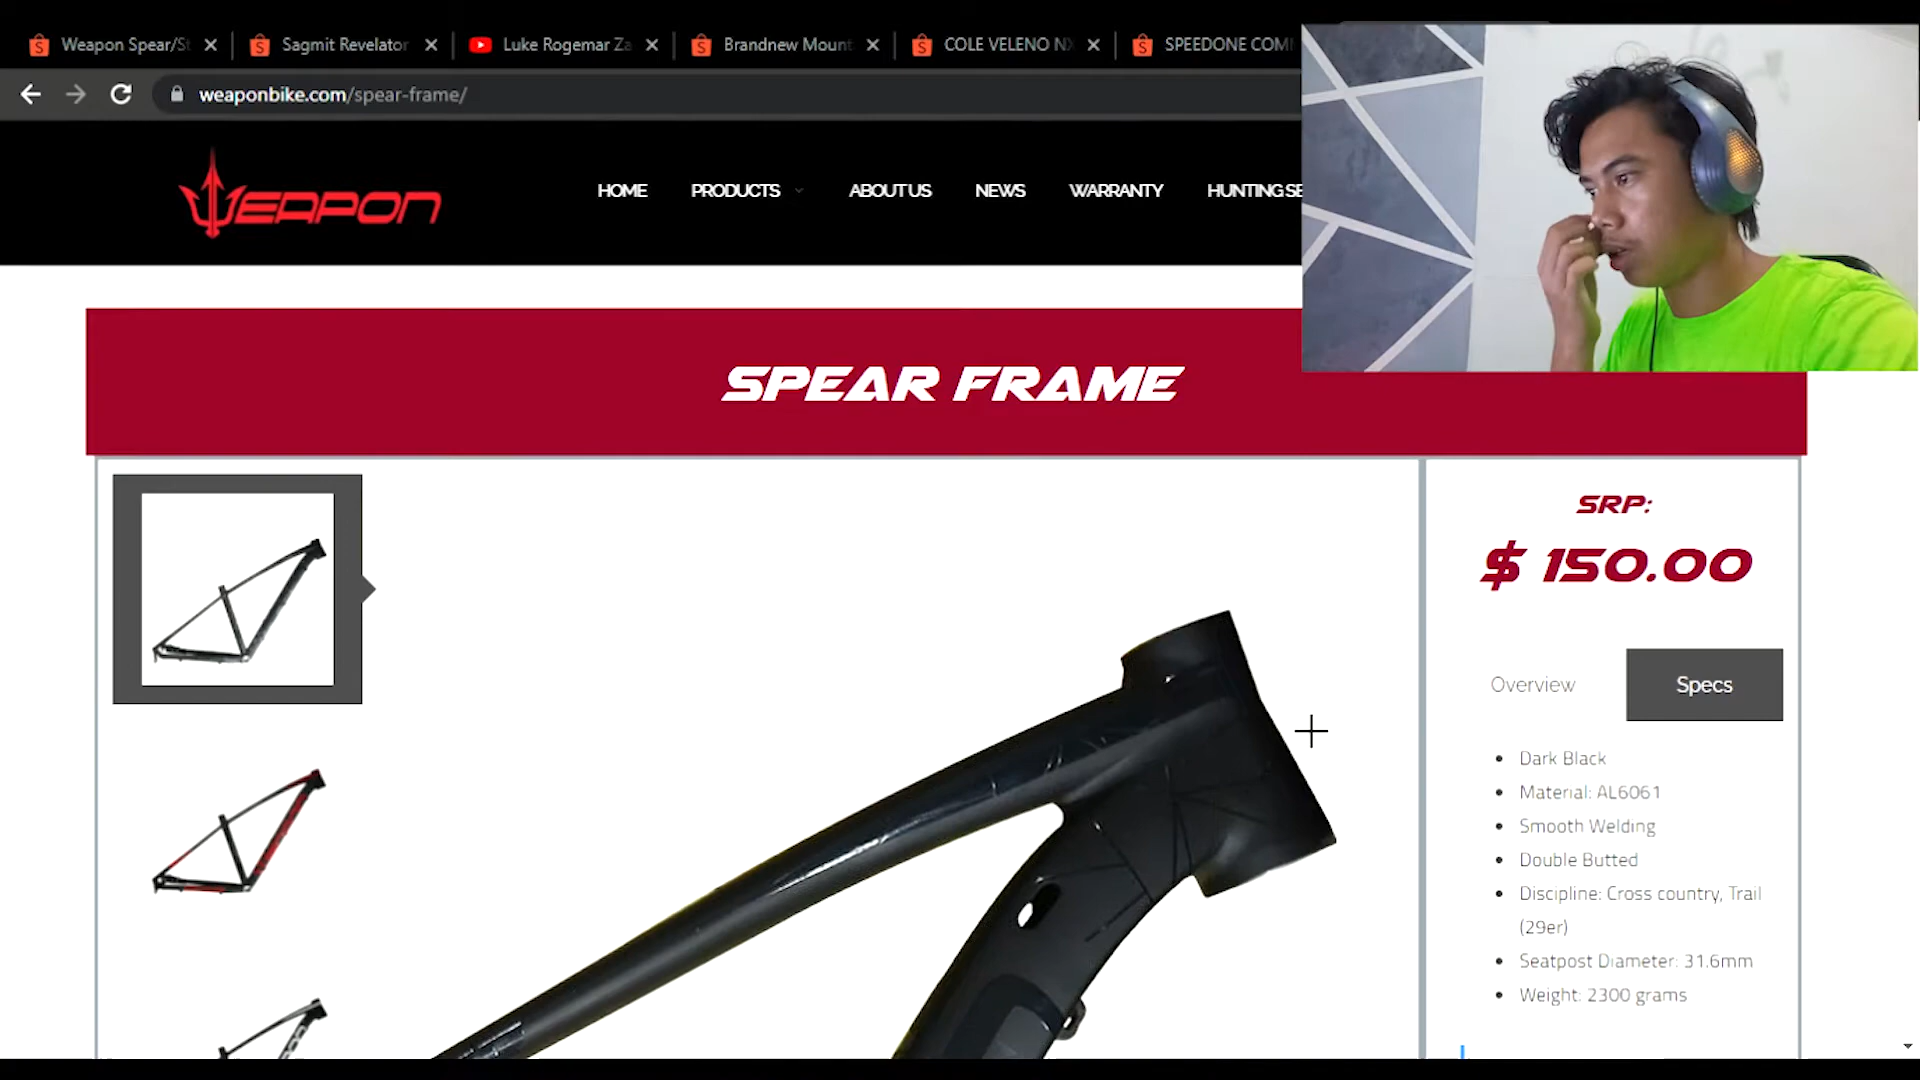 Weapon Spear/St
Sagmit Revelator
Luke Rogemar Za
Brandnew Mount
COLE VELENO NX
SPEEDONE COM
weaponbike.com/spear-frame/
WEAPON
HOME
PRODUCTS
ABOUT US
NEWS
WARRANTY
HUNTING SE
SPEAR FRAME
SRP:
$ 150.00
Overview
Specs
Dark Black
Material: AL6061
Smooth Welding
Double Butted
Discipline: Cross country, Trail
(29er)
Seatpost Diameter: 31.6mm
Weight: 2300 grams